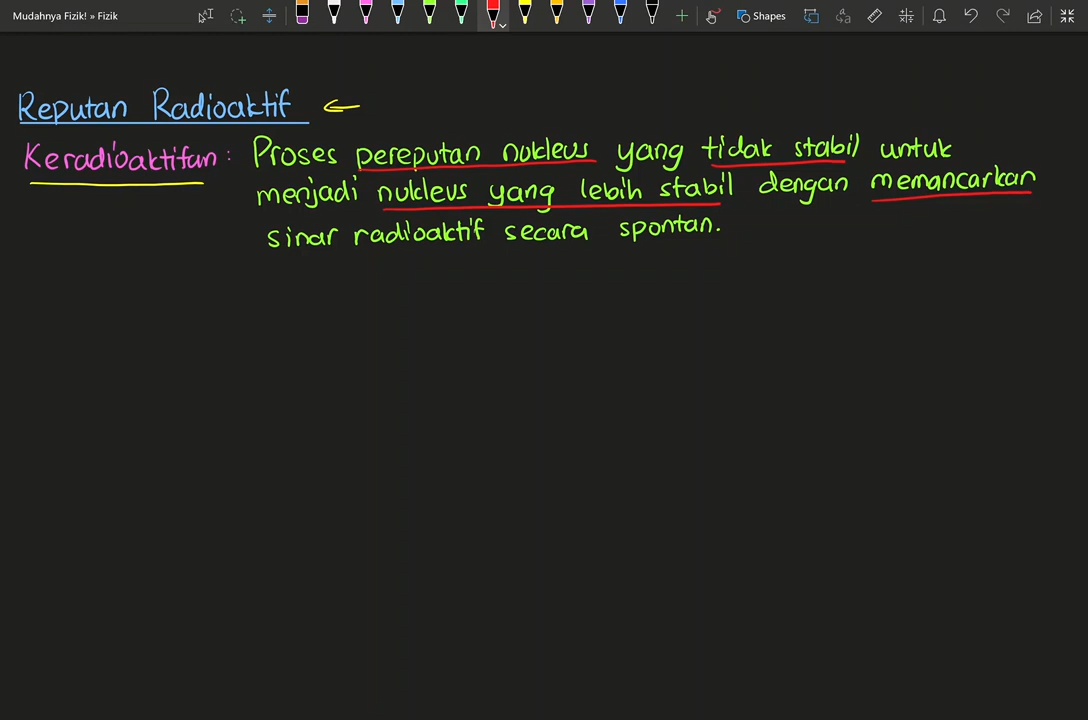 Mudahnya Fizik! » Fizik
Shapes
Reputan Radioaktif ←
Keradioaktifan : Proses pereputan nukleus yang tidak stabil untuk
menjadi nukleus yang lebih stabil dengan memancarkan
sinar radioaktif secara spontan.